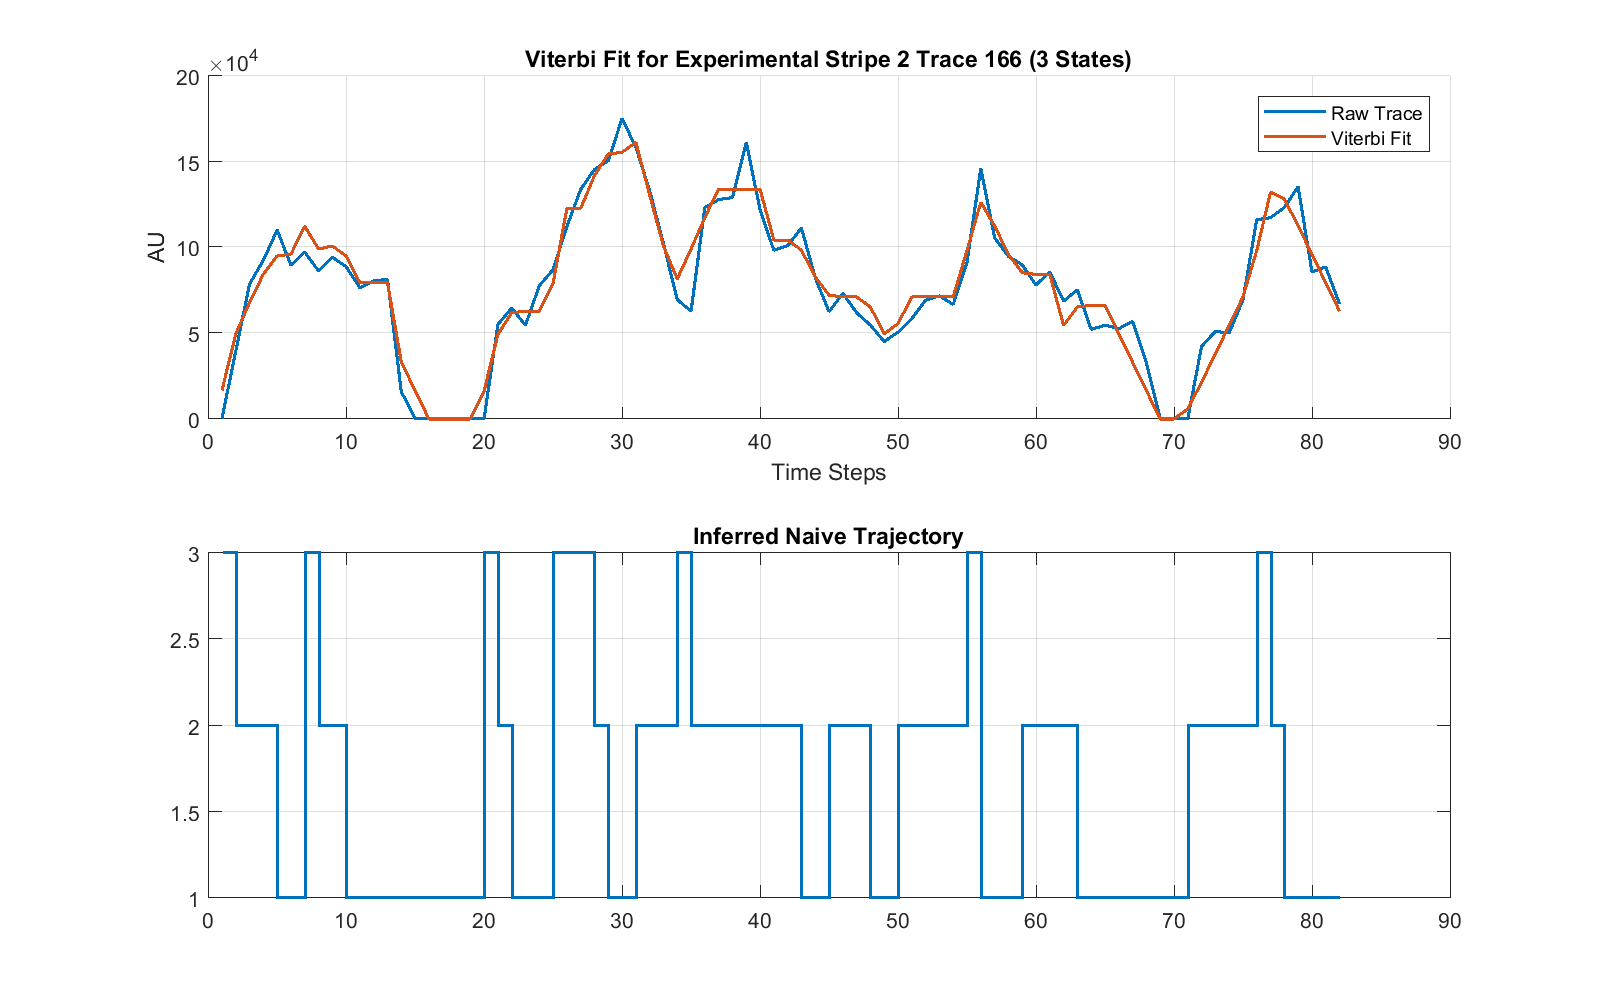 Viterbi Fit for Experimental Stripe 2 Trace 166 (3 States)
×10⁴
20
15
10
5
0
AU
Raw Trace
Viterbi Fit
0 10 20 30 40 50 60 70 80 90
Time Steps
Inferred Naive Trajectory
3
2.5
2
1.5
1
0 10 20 30 40 50 60 70 80 90